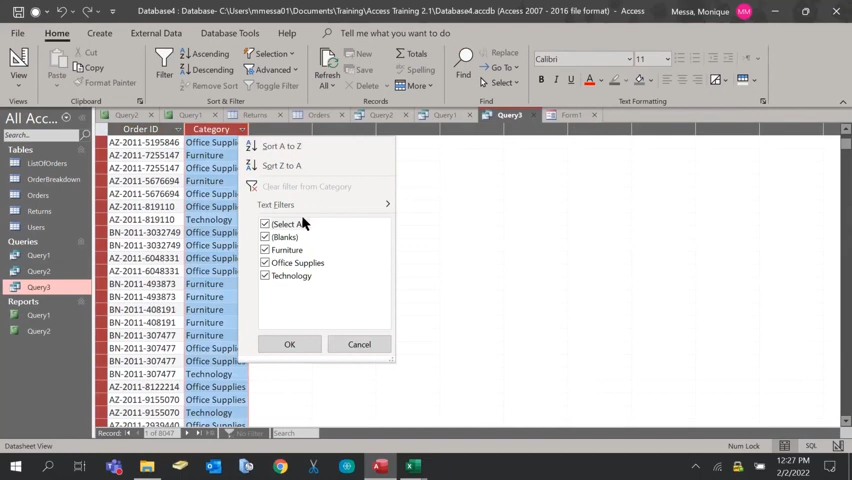 Database4 : Database- C:\Users\mmessa01\Documents\Training\Access Training 2.1\Database4.accdb (Access 2007 - 2016 file format) - Access
Messa, Monique
MM
File
Home
Create
External Data
Database Tools
Help
Tell me what you want to do
View
Views
Paste
Cut
Copy
Format Painter
Clipboard
Filter
Ascending
Descending
Remove Sort
Selection
Advanced
Toggle Filter
Sort & Filter
Refresh
All
New
Save
Delete
Totals
Spelling
More
Records
Find
Replace
Go To
Select
Find
Calibri
11
B
I
U
A
Text Formatting
All Acc...
Search...
Tables
ListOfOrders
OrderBreakdown
Orders
Returns
Users
Queries
Query1
Query2
Query3
Reports
Query1
Query2
Query2
Query1
Returns
Orders
Query2
Query1
Query3
Form1
Order ID
Category
AZ-2011-5195846
Office Suppli
AZ-2011-7255147
Furniture
AZ-2011-7255147
Office Suppli
AZ-2011-5676694
Furniture
AZ-2011-5676694
Office Suppli
AZ-2011-819110
Office Suppli
AZ-2011-819110
Technology
BN-2011-3032749
Office Suppli
BN-2011-3032749
Office Suppli
AZ-2011-6048331
Office Suppli
AZ-2011-6048331
Office Suppli
BN-2011-493873
Furniture
BN-2011-493873
Furniture
BN-2011-408191
Furniture
BN-2011-408191
Furniture
BN-2011-307477
Furniture
BN-2011-307477
Office Suppli
BN-2011-307477
Office Suppli
BN-2011-307477
Technology
AZ-2011-8122214
Office Supplies
AZ-2011-9155070
Office Supplies
AZ-2011-9155070
Technology
AZ-2011-2939440
Office Supplies
Sort A to Z
Sort Z to A
Clear filter from Category
Text Filters
(Select A
(Blanks)
Furniture
Office Supplies
Technology
OK
Cancel
Record:
1 of 8047
No Filter
Search
Datasheet View
Num Lock
SQL
12:27 PM
2/2/2022